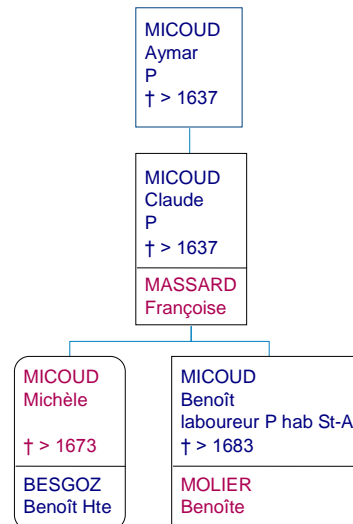 MICOUD
Aymar
P
† > 1637
MICOUD
Claude
P
† > 1637
MASSARD
Françoise
MICOUD
Michèle
† > 1673
BESGOZ
Benoît Hte
MICOUD
Benoît
laboureur P hab St-A
† > 1683
MOLIER
Benoîte